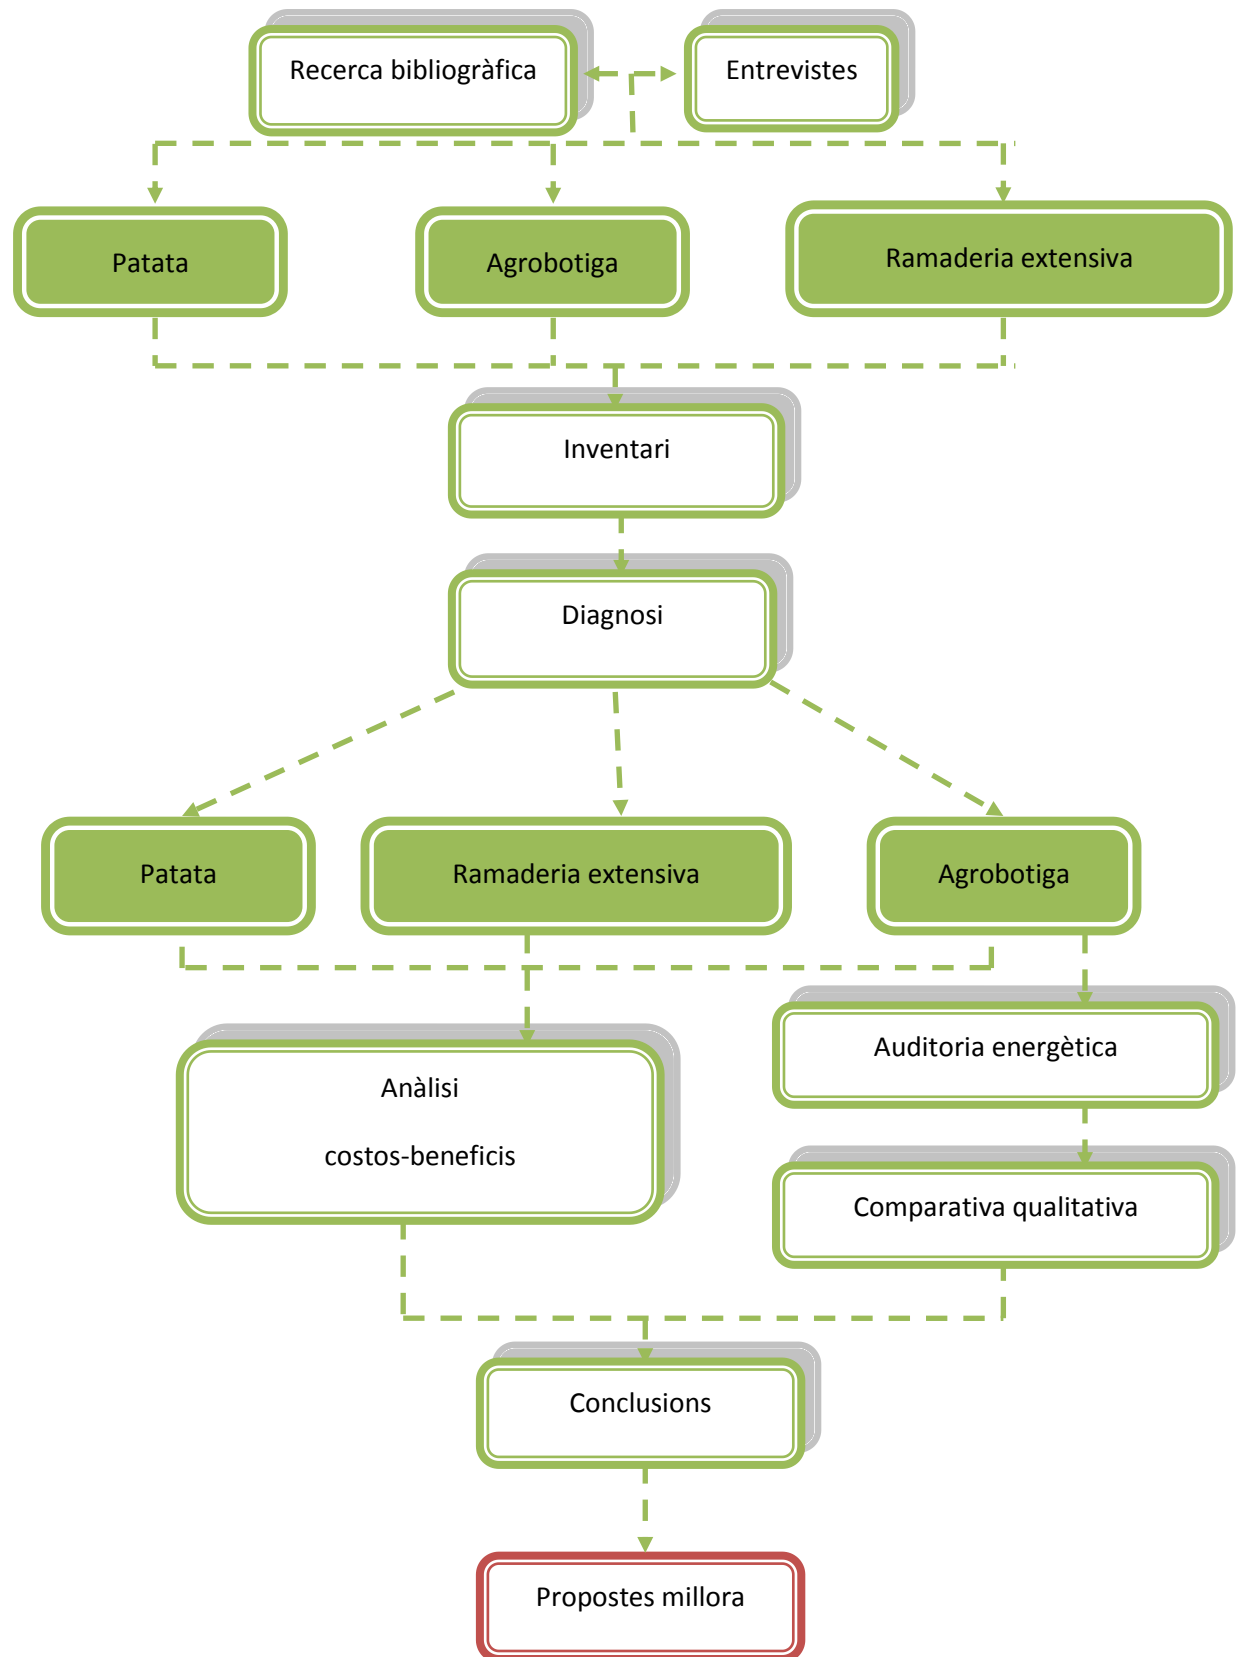 Recerca bibliogràfica
Entrevistes
Patata
Agrobotiga
Ramaderia extensiva
Inventari
Diagnosi
Patata
Ramaderia extensiva
Agrobotiga
Auditoria energètica
Anàlisi
costos-beneficis
Comparativa qualitativa
Conclusions
Propostes millora